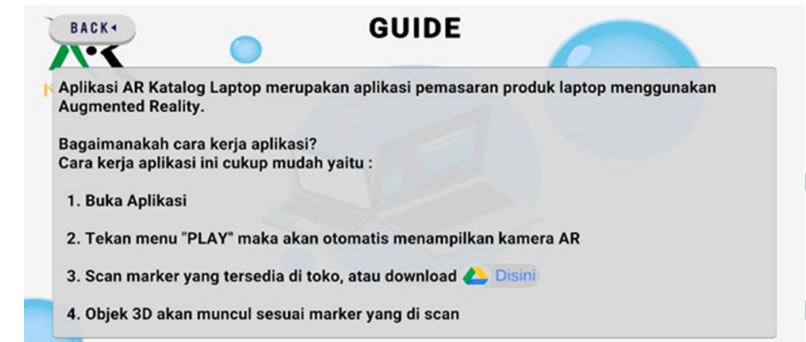 BACK
GUIDE
Aplikasi AR Katalog Laptop merupakan aplikasi pemasaran produk laptop menggunakan
Augmented Reality.
Bagaimanakah cara kerja aplikasi?
Cara kerja aplikasi ini cukup mudah yaitu :
1. Buka Aplikasi
2. Tekan menu "PLAY" maka akan otomatis menampilkan kamera AR
3. Scan marker yang tersedia di toko, atau download Disini
4. Objek 3D akan muncul sesuai marker yang di scan